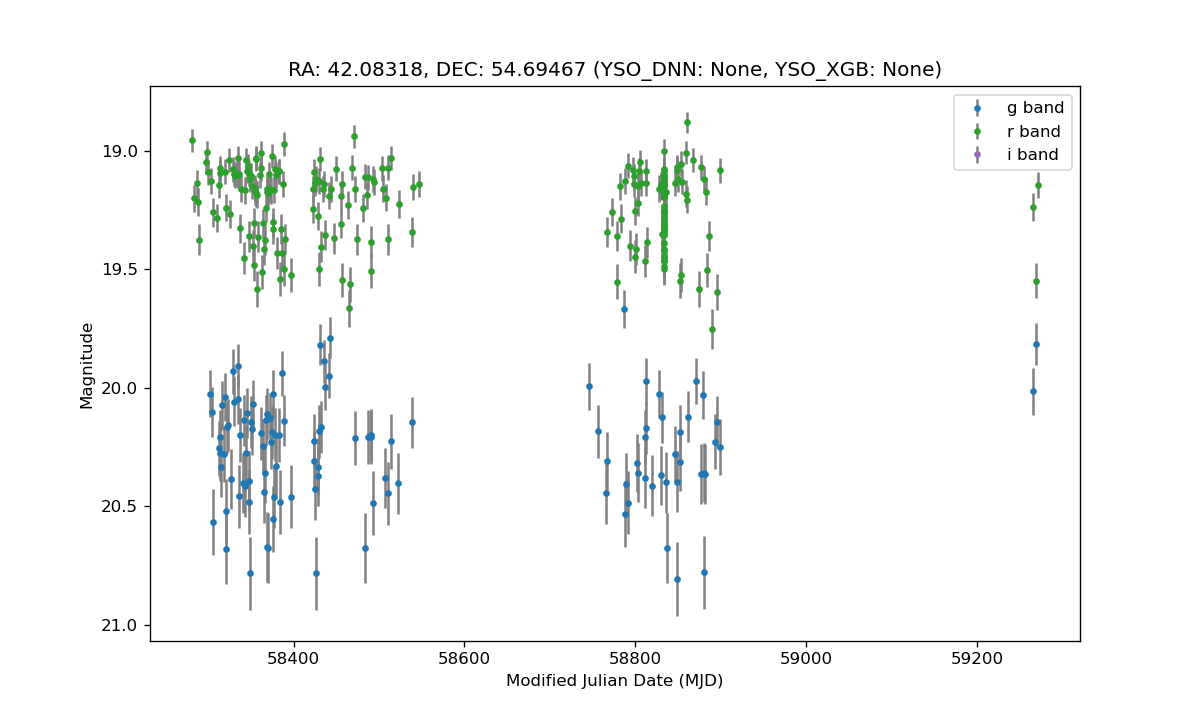 RA: 42.08318, DEC: 54.69467 (YSO_DNN: None, YSO_XGB: None)
g band
r band
i band
Magnitude
19.0
19.5
20.0
20.5
21.0
58400
58600
58800
59000
59200
Modified Julian Date (MJD)